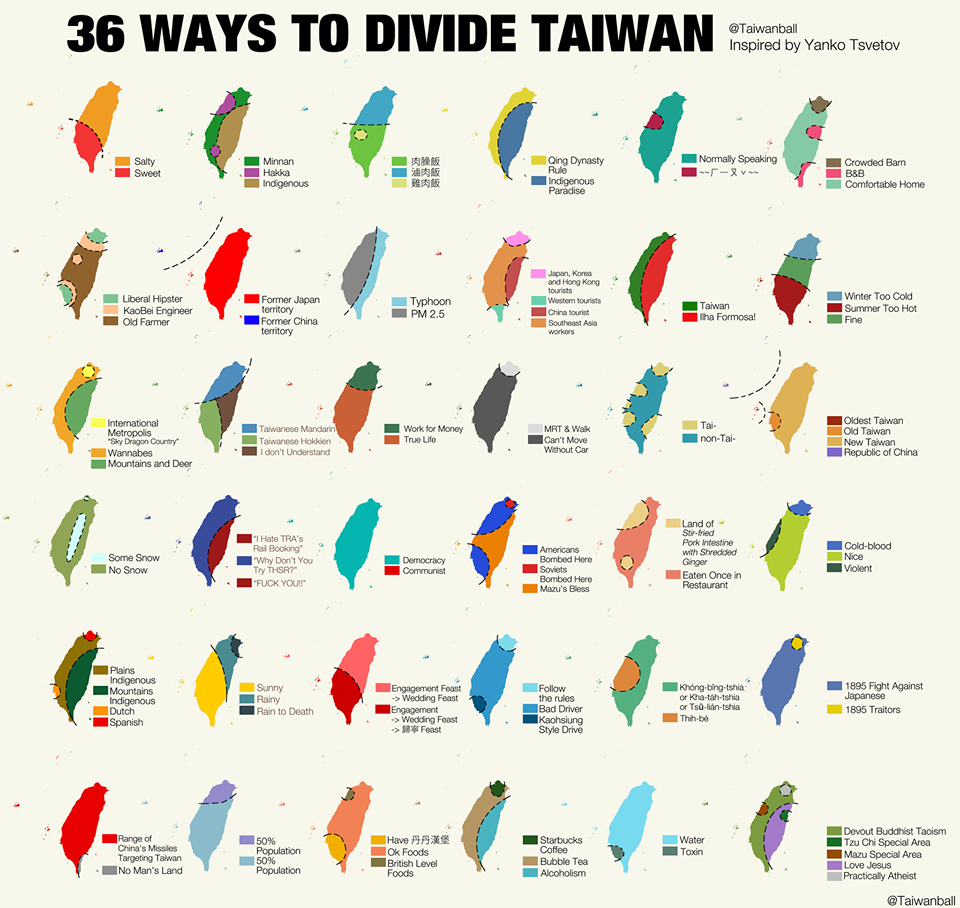 36 WAYS TO DIVIDE TAIWAN
@Taiwanball
Inspired by Yanko Tsvetov
Salty
Sweet
Minnan
Hakka
Indigenous
肉臊飯
滷肉飯
雞肉飯
Qing Dynasty
Rule
Indigenous
Paradise
Normally Speaking
~~ㄏㄧㄡˇ~~
Crowded Barn
B&B
Comfortable Home
Liberal Hipster
KaoBei Engineer
Old Farmer
Former Japan
territory
Former China
territory
Typhoon
PM 2.5
Japan, Korea
and Hong Kong
tourists
Western tourists
China tourist
Southeast Asia
workers
Taiwan
Ilha Formosa!
Winter Too Cold
Summer Too Hot
Fine
International
Metropolis
"Sky Dragon Country"
Wannabes
Mountains and Deer
Taiwanese Mandarin
Taiwanese Hokkien
I don't Understand
Work for Money
True Life
MRT & Walk
Can't Move
Without Car
Tai-
non-Tai-
Oldest Taiwan
Old Taiwan
New Taiwan
Republic of China
Some Snow
No Snow
"I Hate TRA's
Rail Booking"
"Why Don't You
Try THSR?"
"FUCK YOU!!"
Democracy
Communist
Americans
Bombed Here
Soviets
Bombed Here
Mazu's Bless
Land of
Stir-fried
Pork Intestine
with Shredded
Ginger
Eaten Once in
Restaurant
Cold-blood
Nice
Violent
Plains
Indigenous
Mountains
Indigenous
Dutch
Spanish
Sunny
Rainy
Rain to Death
Engagement Feast
-> Wedding Feast
Engagement
-> Wedding Feast
-> 歸寧 Feast
Follow
the rules
Bad Driver
Kaohsiung
Style Drive
Khóng-bîng-tshia
or Kha-ta̍h-tshia
or Tsū-lián-tshia
Thih-bé
1895 Fight Against
Japanese
1895 Traitors
Range of
China's Missiles
Targeting Taiwan
No Man's Land
50%
Population
50%
Population
Have 丹丹漢堡
Ok Foods
British Level
Foods
Starbucks
Coffee
Bubble Tea
Alcoholism
Water
Toxin
Devout Buddhist Taoism
Tzu Chi Special Area
Mazu Special Area
Love Jesus
Practically Atheist
@Taiwanball